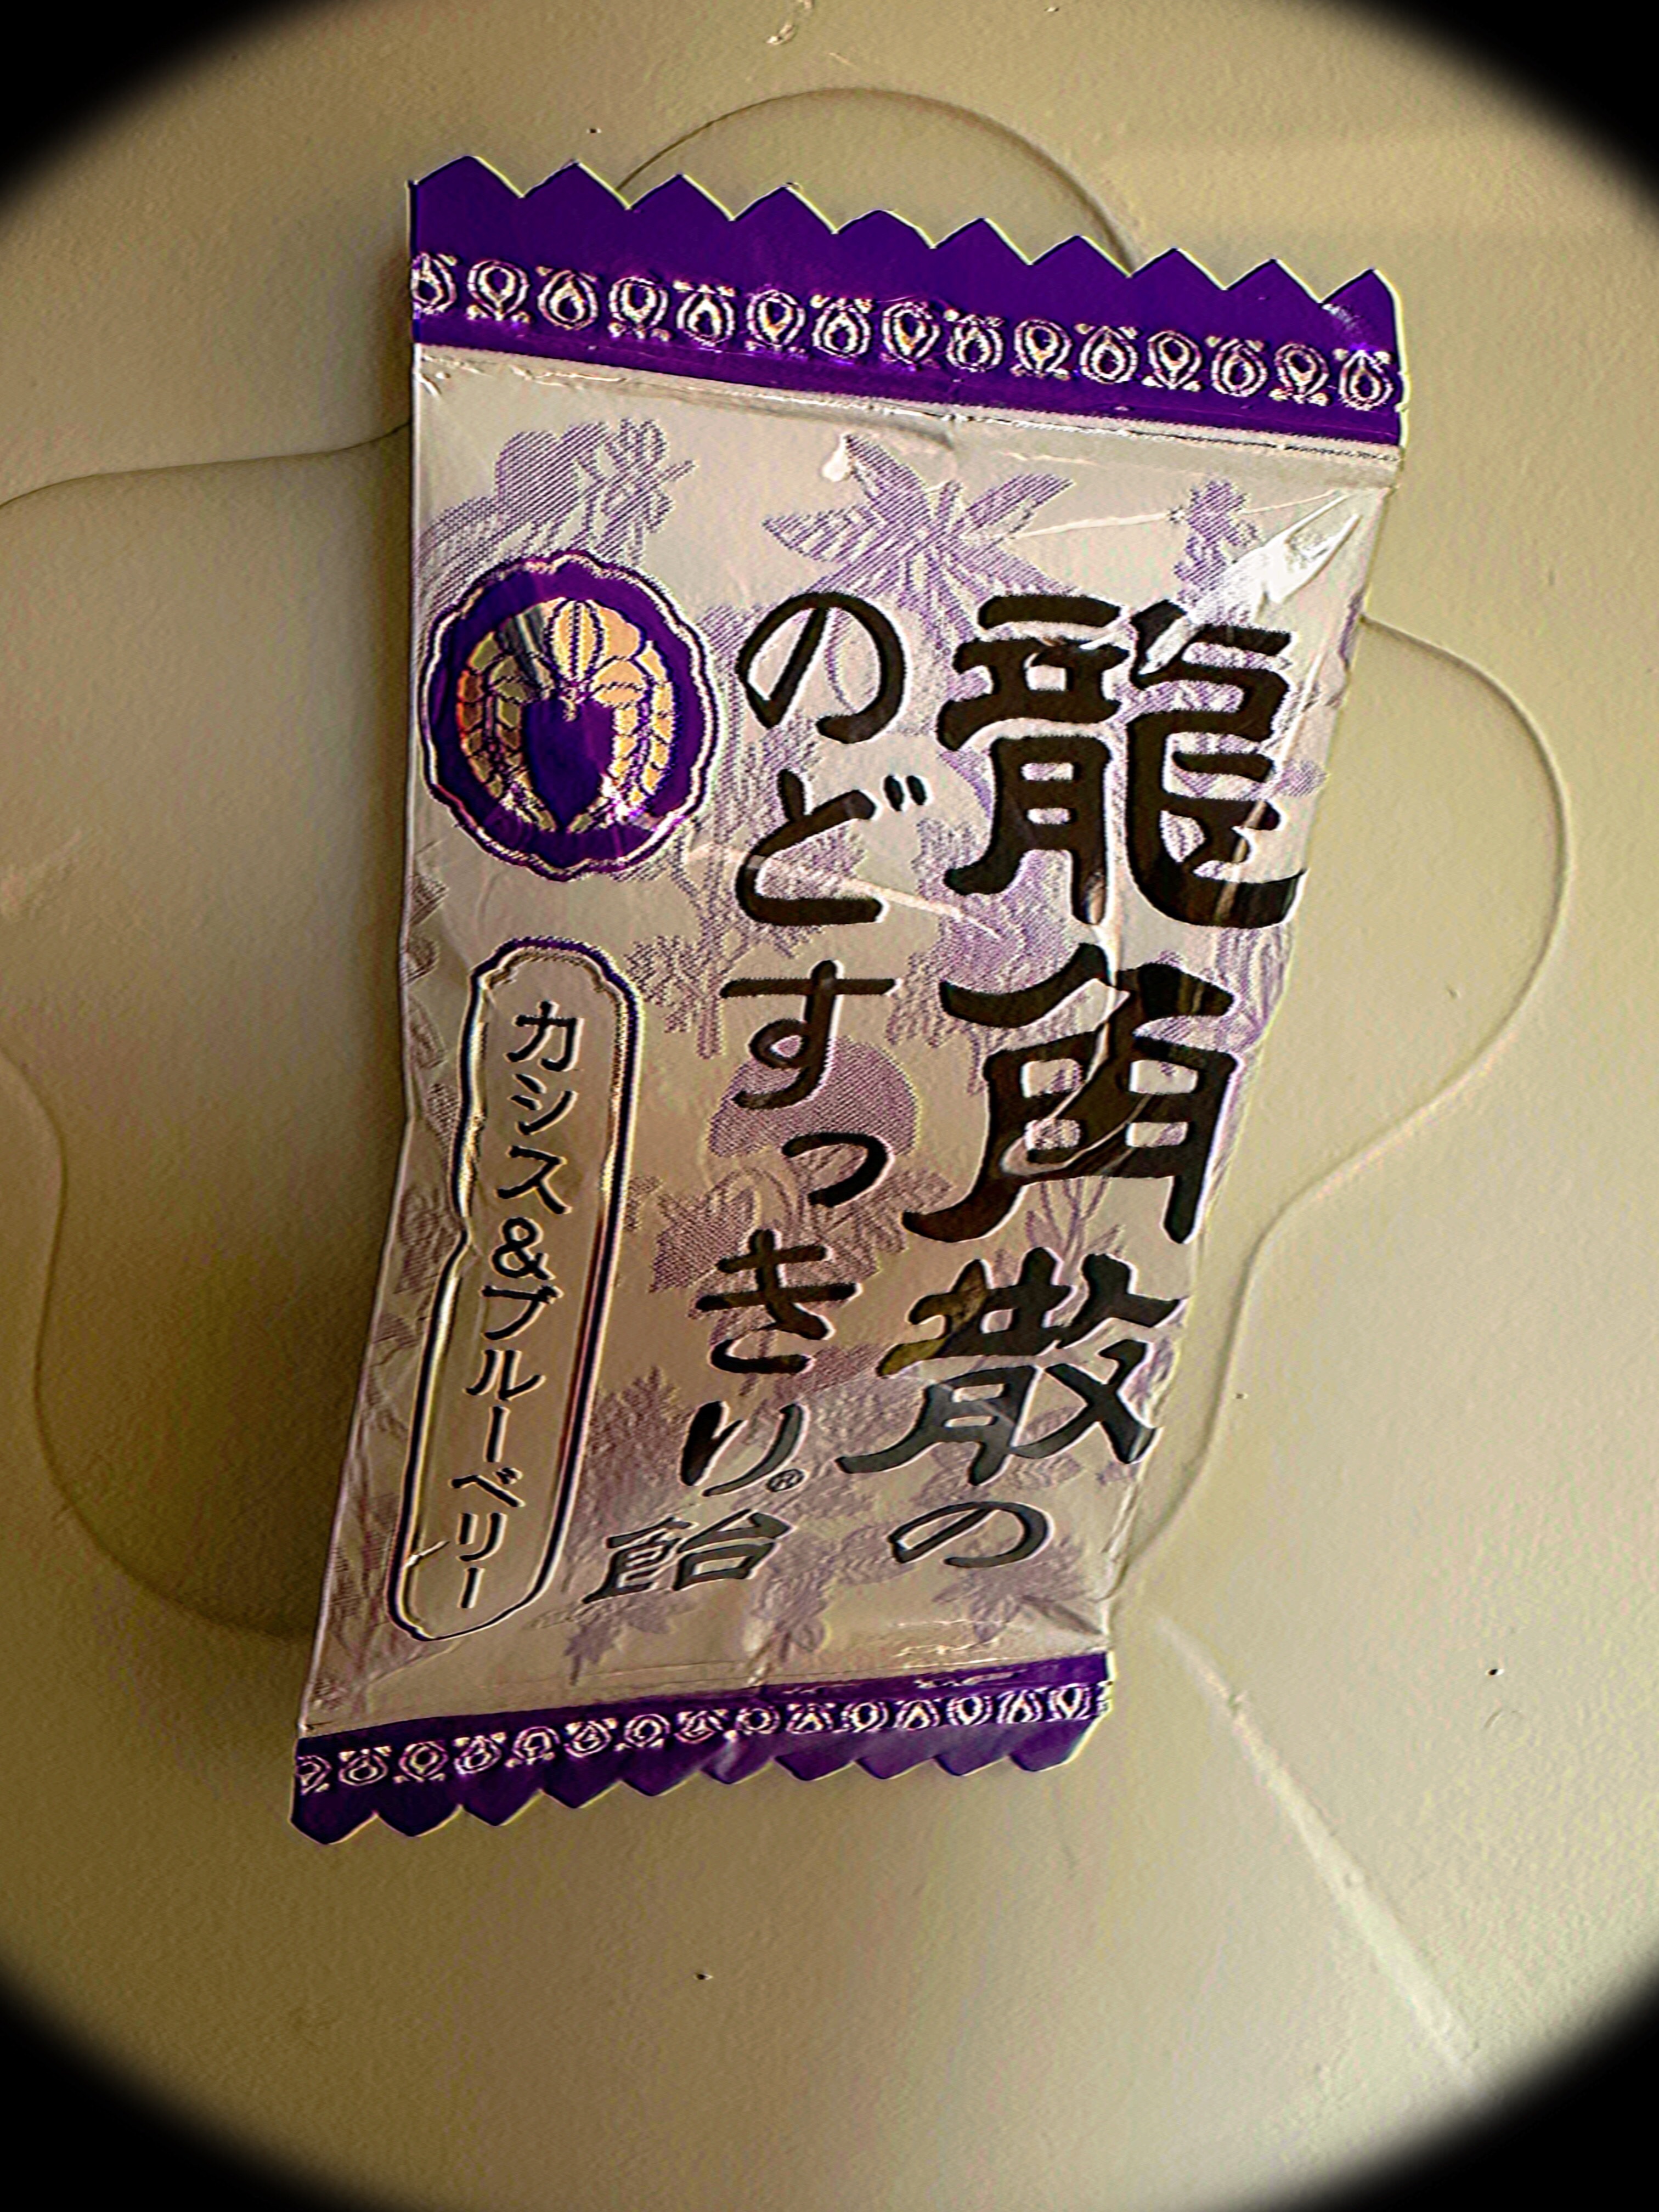 龍角散の
のどすっきり®飴
カシス&ブルーベリー